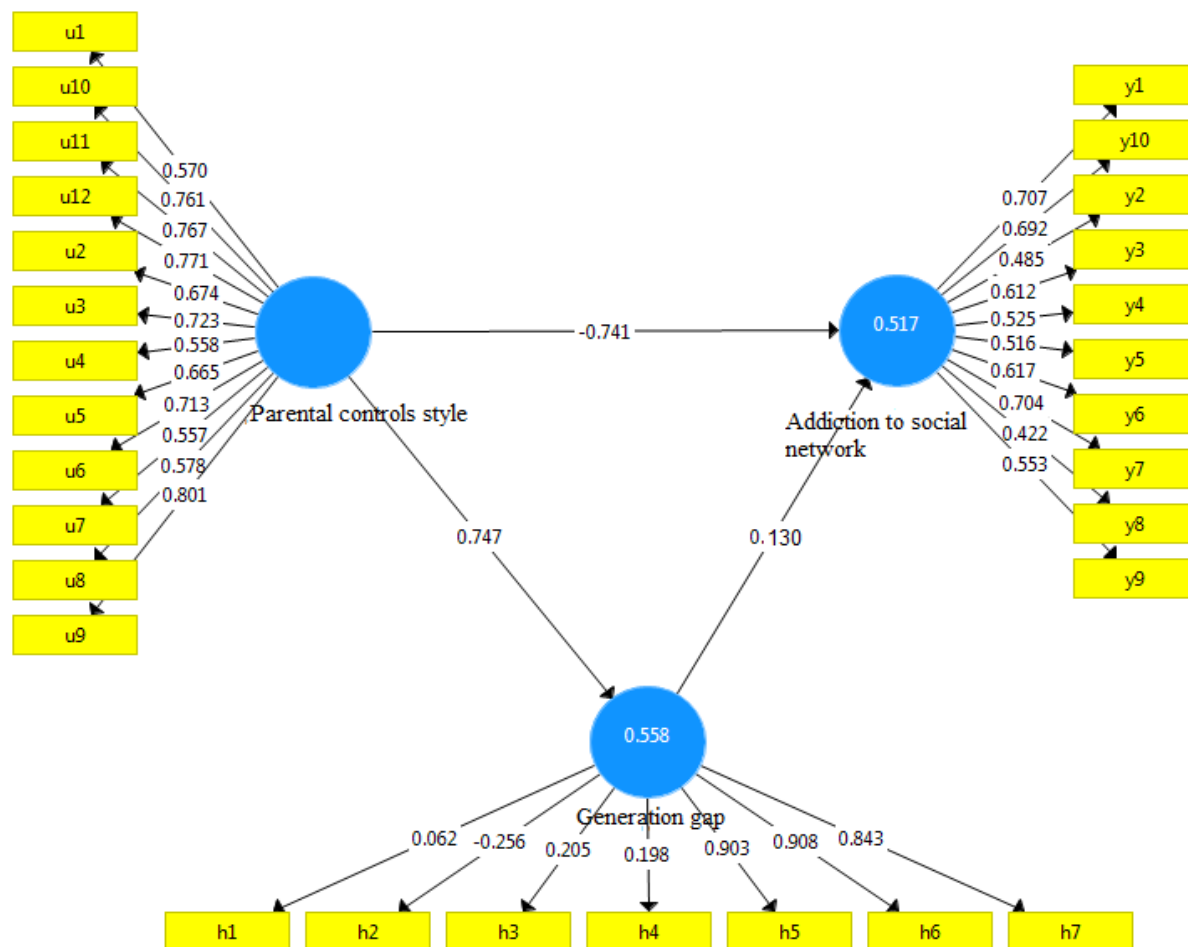 u1
u10
u11
u12
u2
u3
u4
u5
u6
u7
u8
u9
0.570
0.761
0.767
0.771
0.674
0.723
0.558
0.665
0.713
0.557
0.578
0.801
Parental controls style
-0.741
0.747
0.130
0.517
Addiction to social
network
0.707
0.692
0.485
0.612
0.525
0.516
0.617
0.704
0.422
0.553
y1
y10
y2
y3
y4
y5
y6
y7
y8
y9
0.558
Generation gap
0.062
-0.256
0.205
0.198
0.903
0.908
0.843
h1
h2
h3
h4
h5
h6
h7